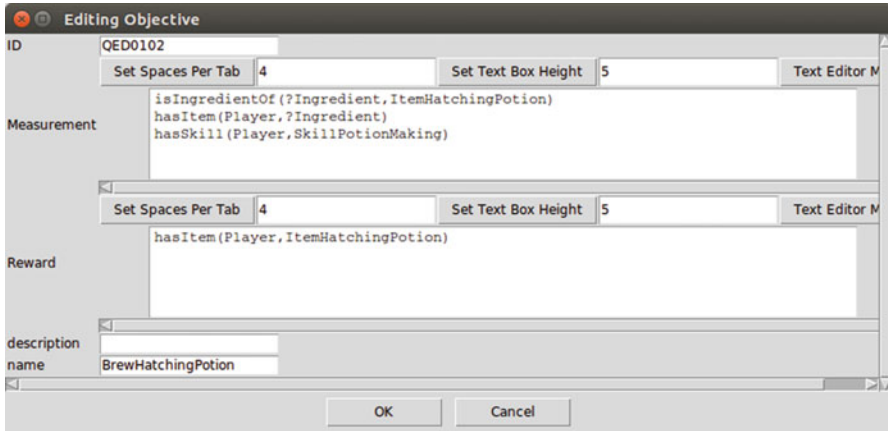 Editing Objective
ID QED0102
Set Spaces Per Tab 4 Set Text Box Height 5 Text Editor M
Measurement
isIngredientOf(?Ingredient,ItemHatchingPotion)
hasItem(Player,?Ingredient)
hasSkill(Player,SkillPotionMaking)
Set Spaces Per Tab 4 Set Text Box Height 5 Text Editor M
Reward
hasItem(Player,ItemHatchingPotion)
description
name BrewHatchingPotion
OK Cancel